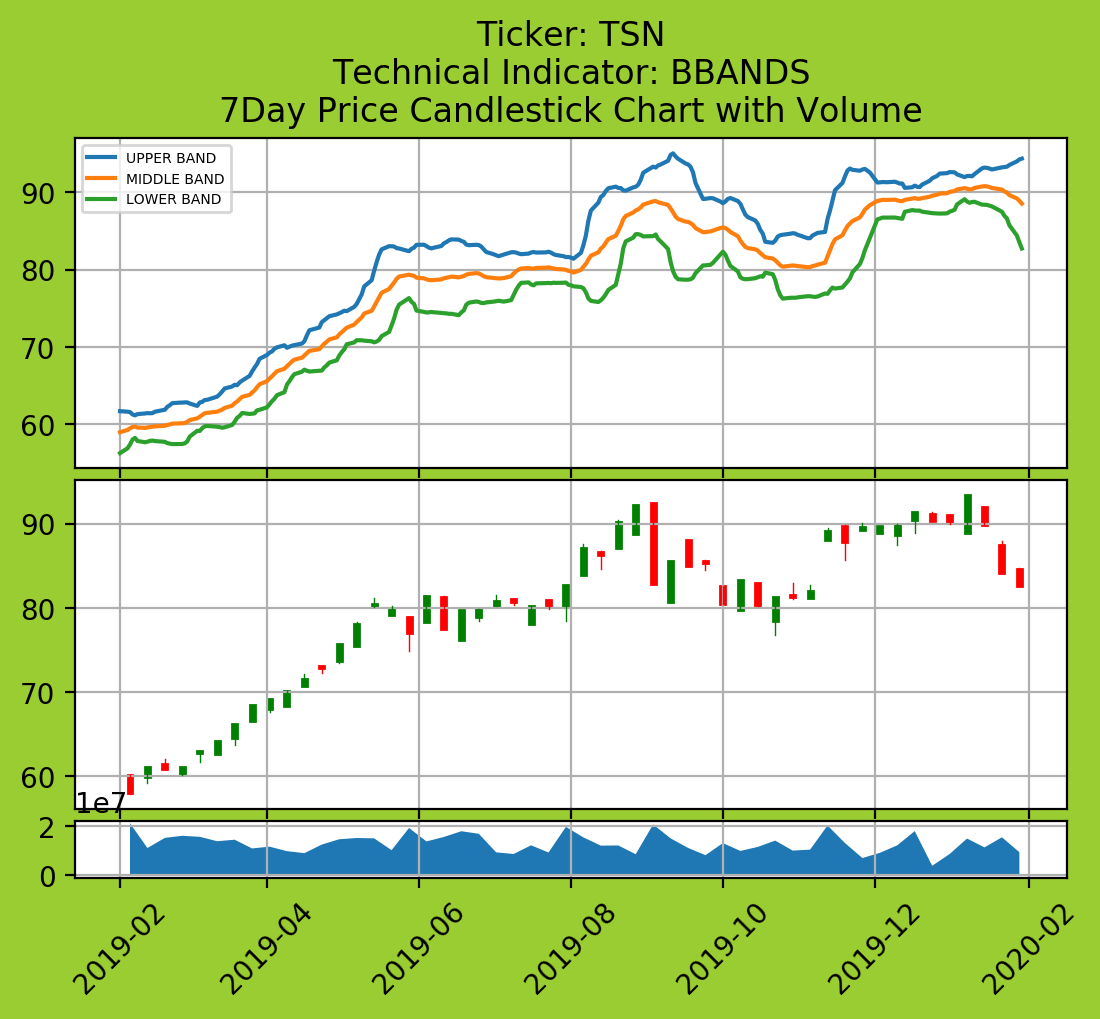 Ticker: TSN
Technical Indicator: BBANDS
7Day Price Candlestick Chart with Volume
UPPER BAND
MIDDLE BAND
LOWER BAND
90
80
70
60
90
80
70
60
1e7
2
0
2019-02
2019-04
2019-06
2019-08
2019-10
2019-12
2020-02